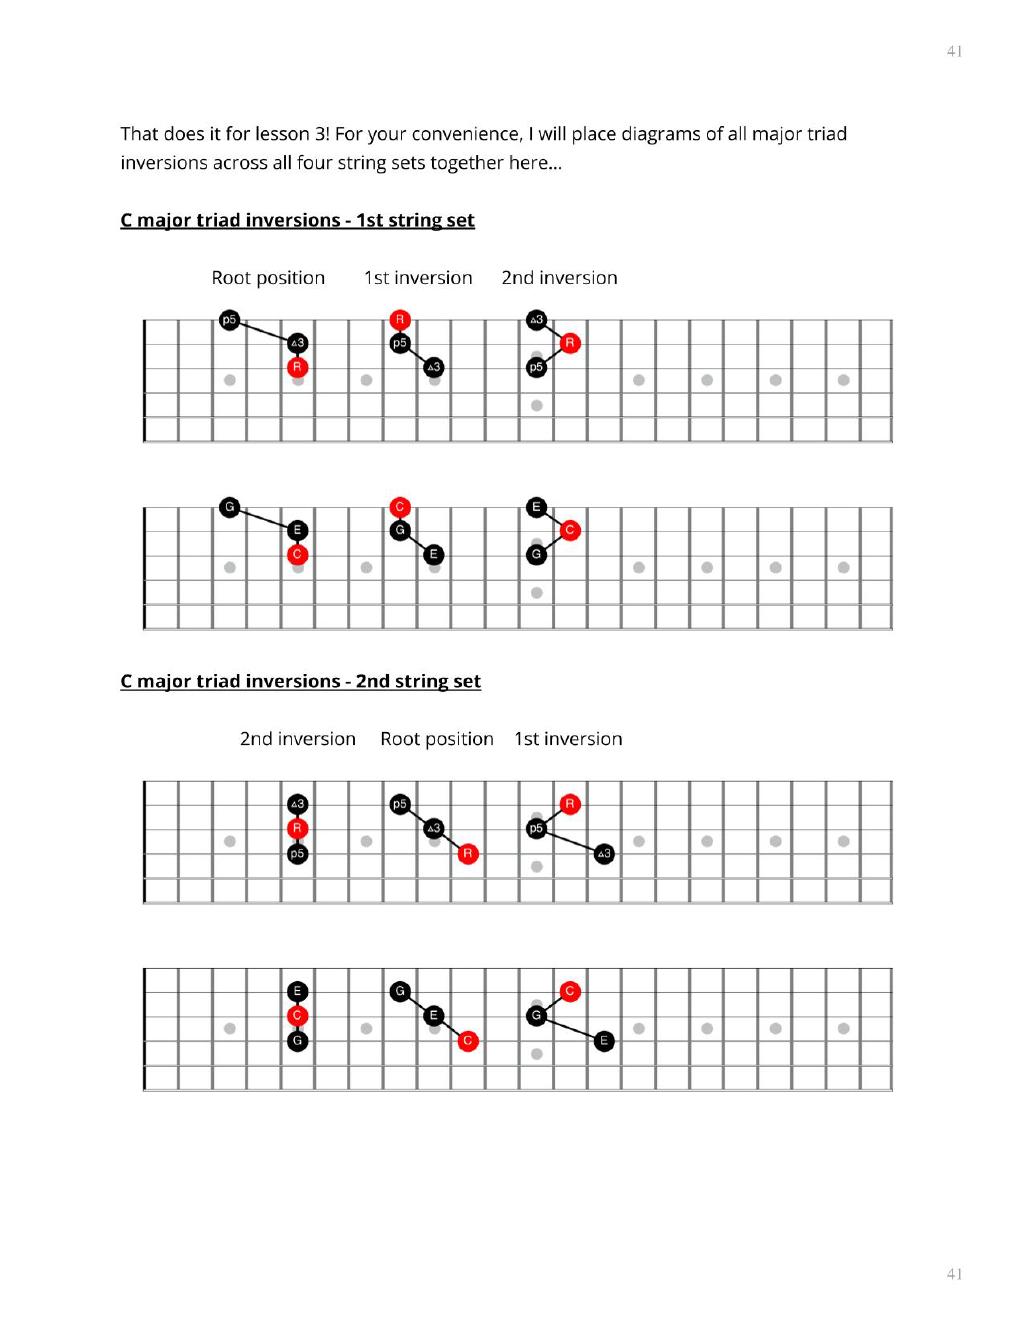 41
That does it for lesson 3! For your convenience, I will place diagrams of all major triad
inversions across all four string sets together here...
C major triad inversions - 1st string set
Root position 1st inversion 2nd inversion
p5 R Δ3
Δ3 p5 R
R Δ3 p5
G C E
E G C
C E G
C major triad inversions - 2nd string set
2nd inversion Root position 1st inversion
Δ3 p5 R
R Δ3 p5
p5 R Δ3
E G C
C E G
G C E
41